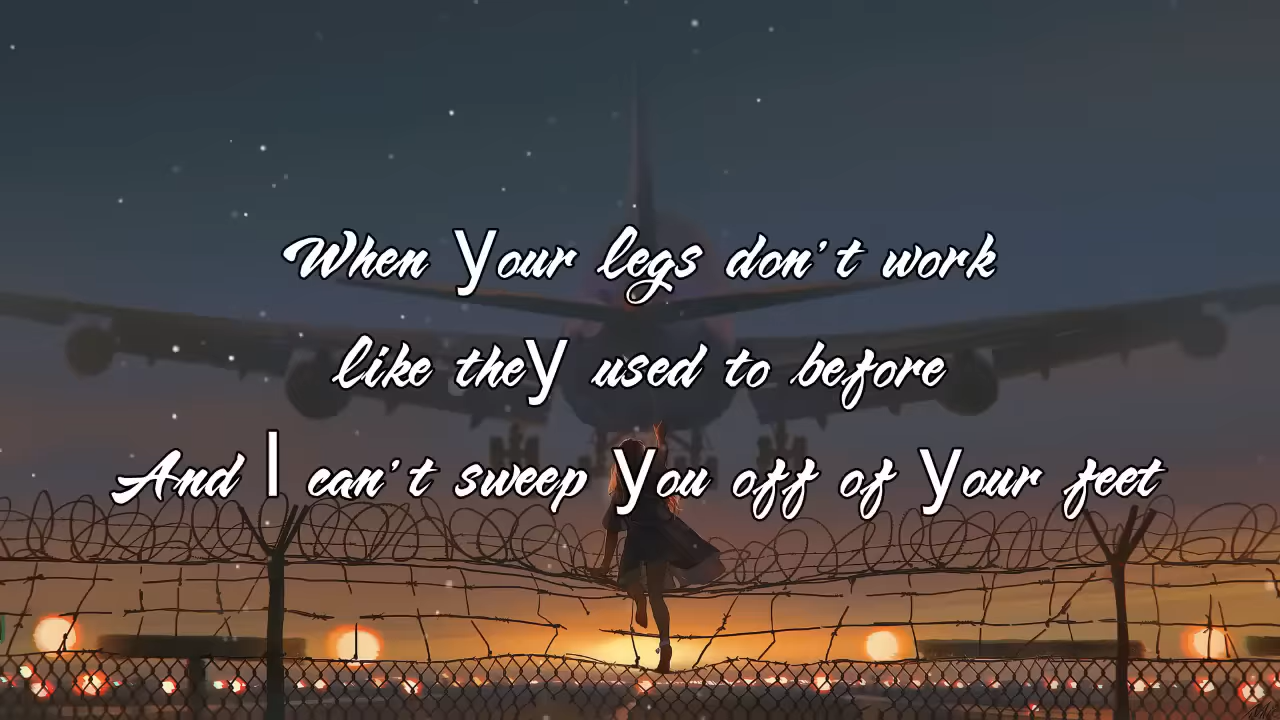 When your legs don't work
like they used to before
And I can't sweep you off of your feet